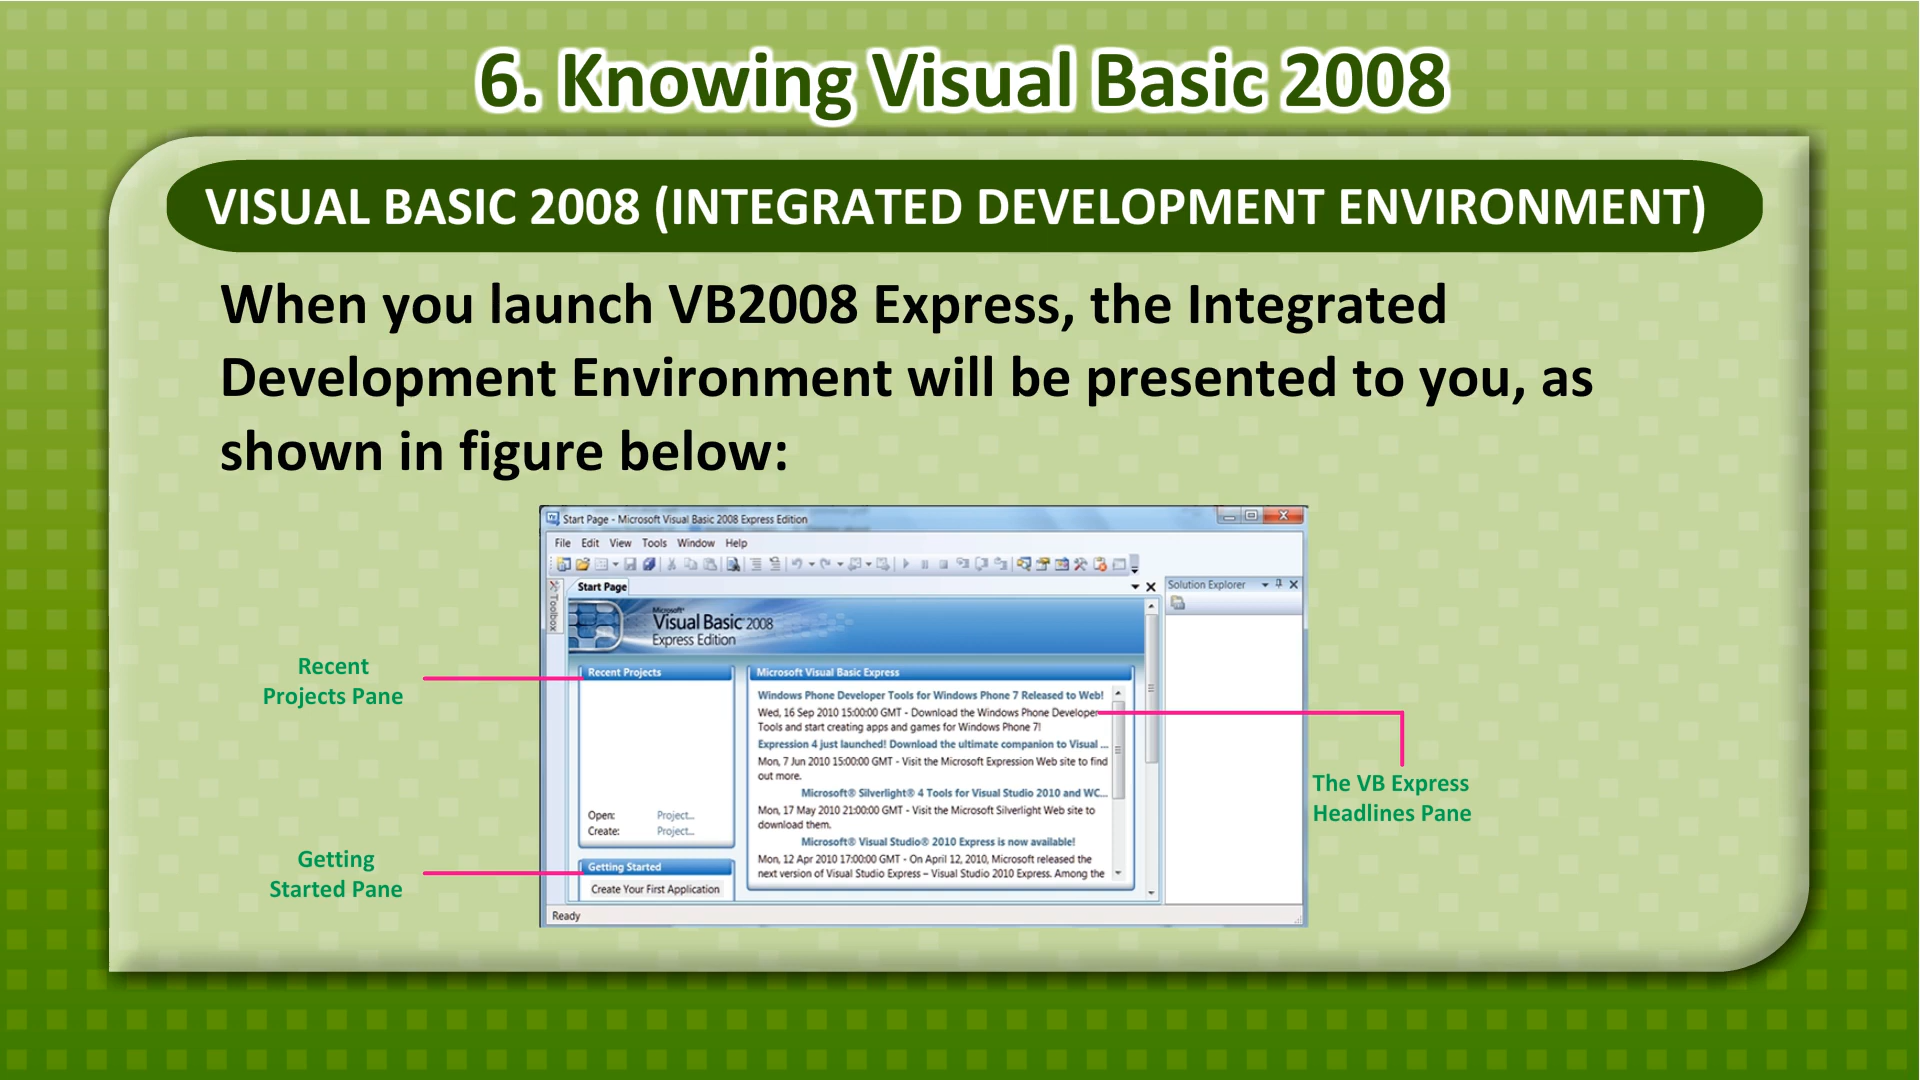 6. Knowing Visual Basic 2008
VISUAL BASIC 2008 (INTEGRATED DEVELOPMENT ENVIRONMENT)
When you launch VB2008 Express, the Integrated
Development Environment will be presented to you, as
shown in figure below:
Start Page - Microsoft Visual Basic 2008 Express Edition
File Edit View Tools Window Help
Toolbox
Start Page
Solution Explorer
Microsoft®
Visual Basic® 2008
Express Edition
Recent
Projects Pane
Recent Projects
Open: Project...
Create: Project...
Getting
Started Pane
Getting Started
Create Your First Application
Microsoft Visual Basic Express
Windows Phone Developer Tools for Windows Phone 7 Released to Web!
Wed, 16 Sep 2010 15:00:00 GMT - Download the Windows Phone Developer
Tools and start creating apps and games for Windows Phone 7!
Expression 4 just launched! Download the ultimate companion to Visual ...
Mon, 7 Jun 2010 15:00:00 GMT - Visit the Microsoft Expression Web site to find
out more.
Microsoft® Silverlight® 4 Tools for Visual Studio 2010 and WC...
Mon, 17 May 2010 21:00:00 GMT - Visit the Microsoft Silverlight Web site to
download them.
Microsoft® Visual Studio® 2010 Express is now available!
Mon, 12 Apr 2010 17:00:00 GMT - On April 12, 2010, Microsoft released the
next version of Visual Studio Express – Visual Studio 2010 Express. Among the
The VB Express
Headlines Pane
Ready